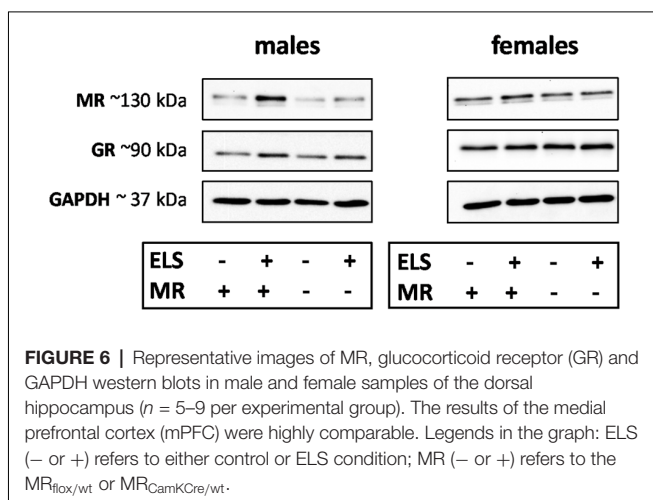 males females
MR ~130 kDa
GR ~90 kDa
GAPDH ~ 37 kDa
ELS - + - +
MR + + - -
ELS - + - +
MR + + - -
FIGURE 6 | Representative images of MR, glucocorticoid receptor (GR) and
GAPDH western blots in male and female samples of the dorsal
hippocampus (n = 5–9 per experimental group). The results of the medial
prefrontal cortex (mPFC) were highly comparable. Legends in the graph: ELS
(− or +) refers to either control or ELS condition; MR (− or +) refers to the
MRflox/wt or MRCamKCre/wt.